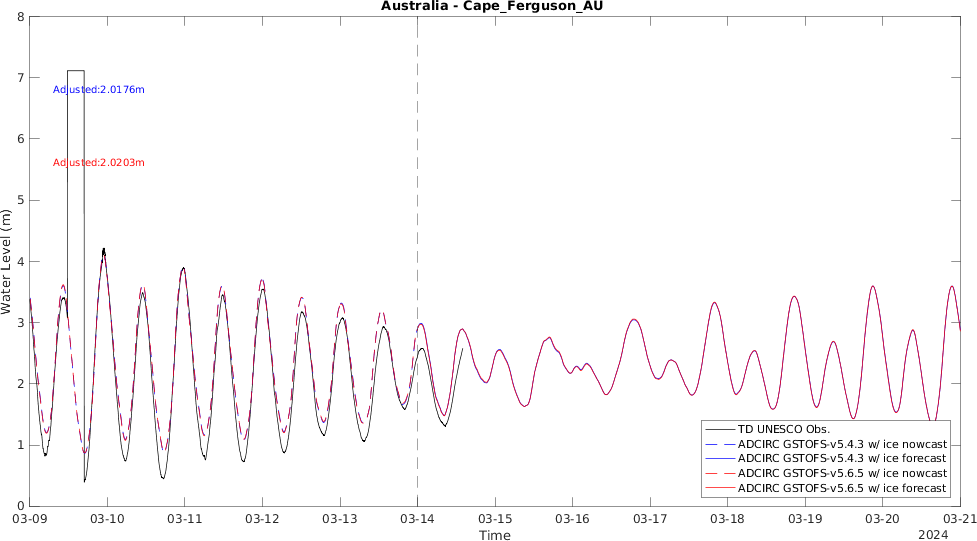 Australia - Cape_Ferguson_AU
8
7
6
5
4
3
2
1
0
Water Level (m)
Adjusted:2.0176m
Adjusted:2.0203m
TD UNESCO Obs.
ADCIRC GSTOFS-v5.4.3 w/ ice nowcast
ADCIRC GSTOFS-v5.4.3 w/ ice forecast
ADCIRC GSTOFS-v5.6.5 w/ ice nowcast
ADCIRC GSTOFS-v5.6.5 w/ ice forecast
03-09 03-10 03-11 03-12 03-13 03-14 03-15 03-16 03-17 03-18 03-19 03-20 03-21
Time
2024